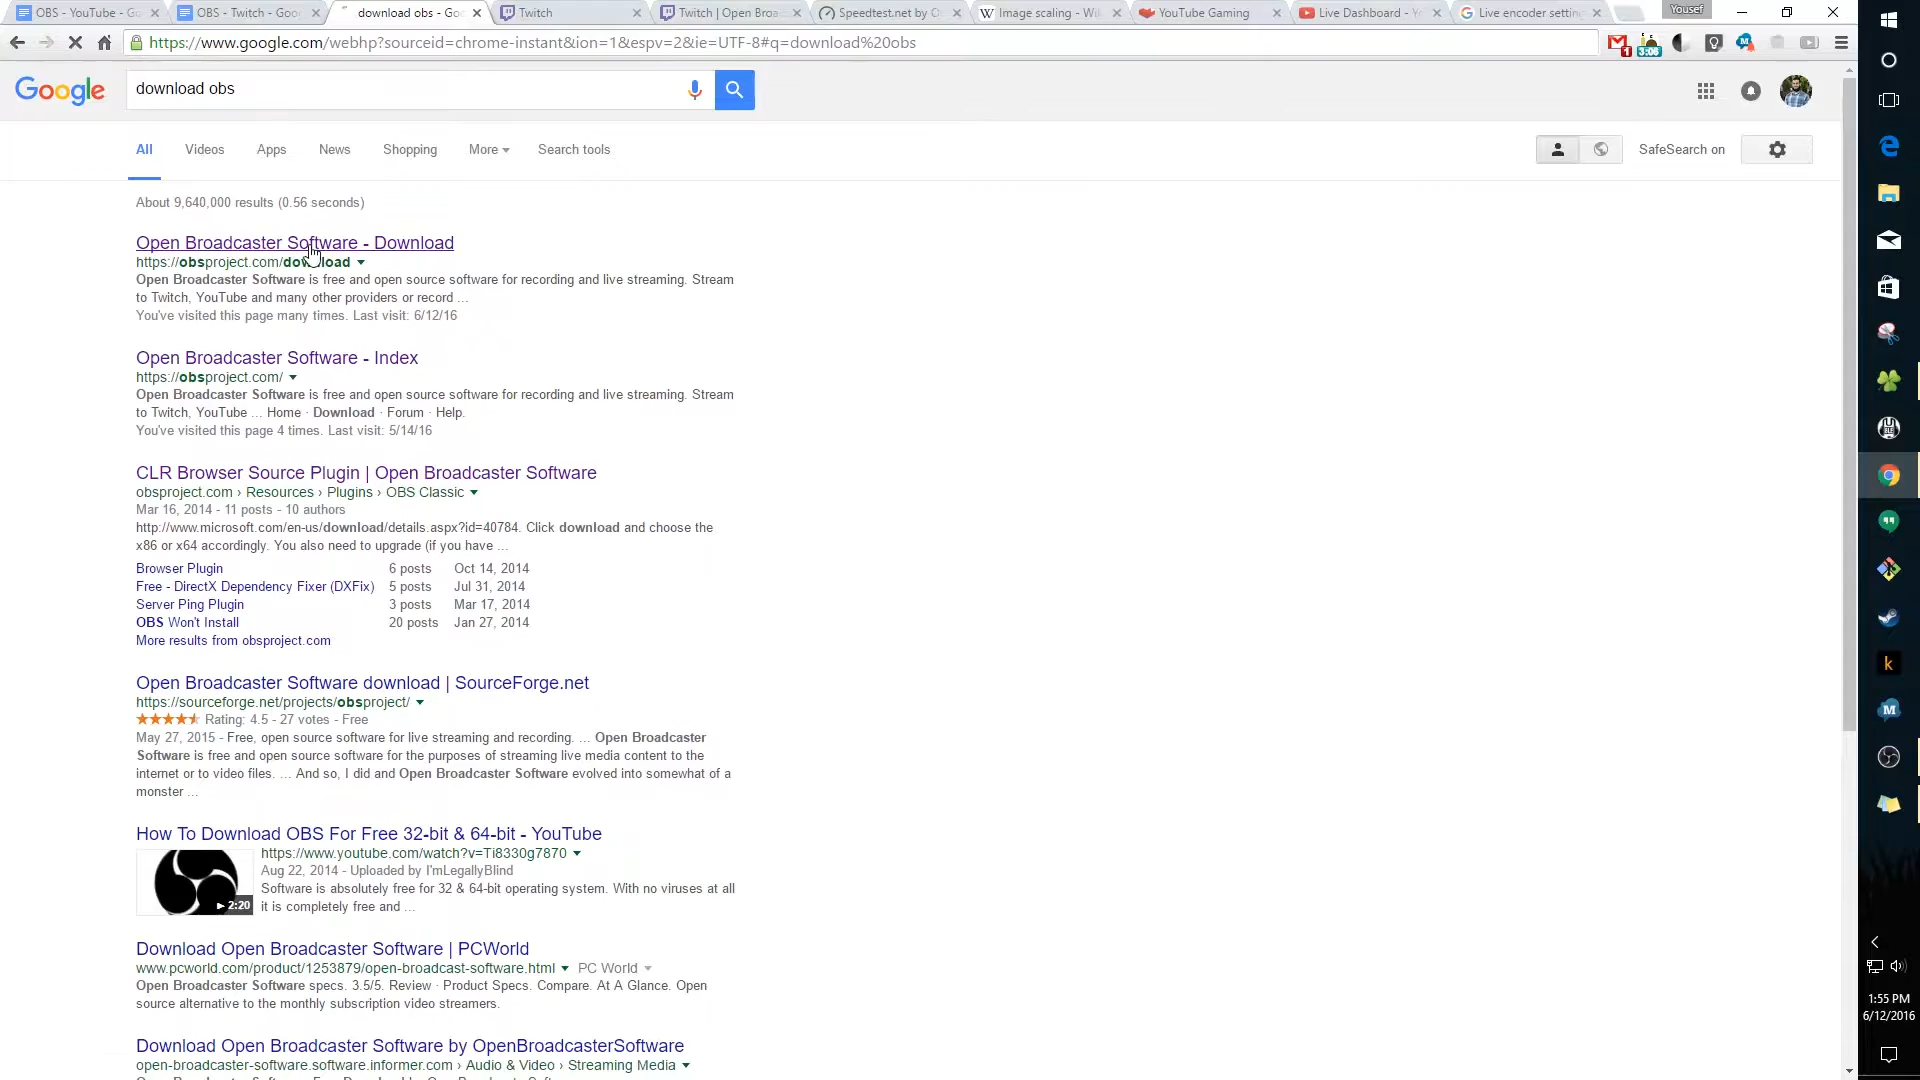 OBS - YouTube - Go
OBS - Twitch - Goo
download obs - Goo
Twitch
Twitch | Open Broa
Speedtest.net by O
Image scaling - Wi
YouTube Gaming
Live Dashboard - Y
Live encoder settin
Yousef
https://www.google.com/webhp?sourceid=chrome-instant&ion=1&espv=2&ie=UTF-8#q=download%20obs
1
3:06
Google
download obs
All
Videos
Apps
News
Shopping
More
Search tools
SafeSearch on
About 9,640,000 results (0.56 seconds)
Open Broadcaster Software - Download
https://obsproject.com/download
Open Broadcaster Software is free and open source software for recording and live streaming. Stream
to Twitch, YouTube and many other providers or record ...
You've visited this page many times. Last visit: 6/12/16
Open Broadcaster Software - Index
https://obsproject.com/
Open Broadcaster Software is free and open source software for recording and live streaming. Stream
to Twitch, YouTube ... Home · Download · Forum · Help.
You've visited this page 4 times. Last visit: 5/14/16
CLR Browser Source Plugin | Open Broadcaster Software
obsproject.com › Resources › Plugins › OBS Classic
Mar 16, 2014 - 11 posts - 10 authors
http://www.microsoft.com/en-us/download/details.aspx?id=40784. Click download and choose the
x86 or x64 accordingly. You also need to upgrade (if you have ...
Browser Plugin 6 posts Oct 14, 2014
Free - DirectX Dependency Fixer (DXFix) 5 posts Jul 31, 2014
Server Ping Plugin 3 posts Mar 17, 2014
OBS Won't Install 20 posts Jan 27, 2014
More results from obsproject.com
Open Broadcaster Software download | SourceForge.net
https://sourceforge.net/projects/obsproject/
Rating: 4.5 - 27 votes - Free
May 27, 2015 - Free, open source software for live streaming and recording. ... Open Broadcaster
Software is free and open source software for the purposes of streaming live media content to the
internet or to video files. ... And so, I did and Open Broadcaster Software evolved into somewhat of a
monster ...
How To Download OBS For Free 32-bit & 64-bit - YouTube
https://www.youtube.com/watch?v=Ti8330g7870
Aug 22, 2014 - Uploaded by I'mLegallyBlind
Software is absolutely free for 32 & 64-bit operating system. With no viruses at all
it is completely free and ...
2:20
Download Open Broadcaster Software | PCWorld
www.pcworld.com/product/1253879/open-broadcast-software.html PC World
Open Broadcaster Software specs. 3.5/5. Review · Product Specs. Compare. At A Glance. Open
source alternative to the monthly subscription video streamers.
Download Open Broadcaster Software by OpenBroadcasterSoftware
open-broadcaster-software.software.informer.com › Audio & Video › Streaming Media
1:55 PM
6/12/2016